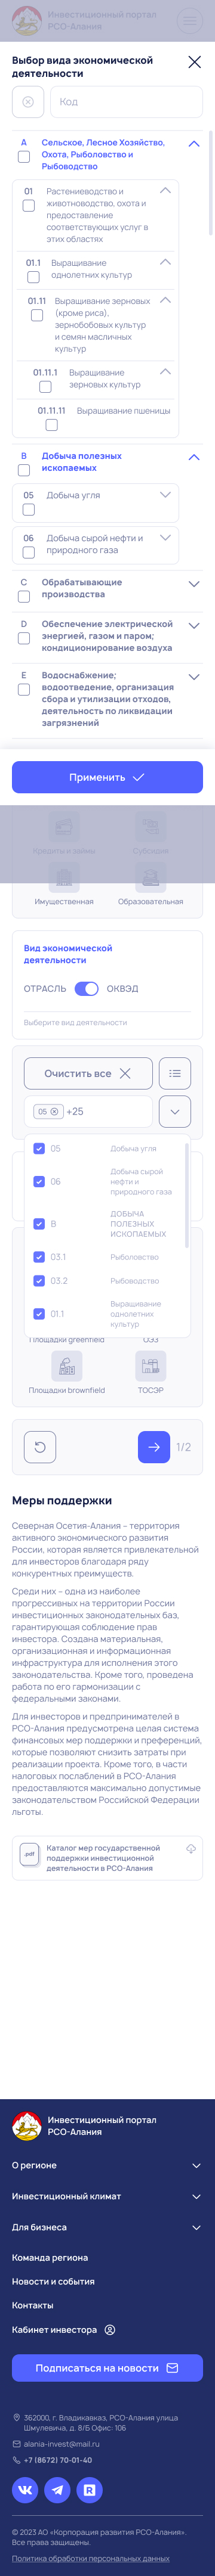 Инвестиционный портал
РСО-Алания
Выбор вида экономической
деятельности
Код
A
Сельское, Лесное Хозяйство,
Охота, Рыболовство и
Рыбоводство
01
Растениеводство и
животноводство, охота и
предоставление
соответствующих услуг в
этих областях
01.1
Выращивание
однолетних культур
01.11
Выращивание зерновых
(кроме риса),
зернобобовых культур
и семян масличных
культур
01.11.1
Выращивание
зерновых культур
01.11.11
Выращивание пшеницы
B
Добыча полезных
ископаемых
05
Добыча угля
06
Добыча сырой нефти и
природного газа
C
Обрабатывающие
производства
D
Обеспечение электрической
энергией, газом и паром;
кондиционирование воздуха
E
Водоснабжение;
водоотведение, организация
сбора и утилизации отходов,
деятельность по ликвидации
загрязнений
Применить
Кредиты и займы
Субсидия
Имущественная
Образовательная
Вид экономической
деятельности
ОТРАСЛЬ
ОКВЭД
Выберите вид деятельности
Очистить все
05
+25
05
Добыча угля
06
Добыча сырой
нефти и
природного газа
B
ДОБЫЧА
ПОЛЕЗНЫХ
ИСКОПАЕМЫХ
03.1
Рыболовство
03.2
Рыбоводство
01.1
Выращивание
однолетних
культур
Площадки greenfield
ОЭЗ
Площадки brownfield
ТОСЭР
1/2
Меры поддержки
Северная Осетия-Алания – территория
активного экономического развития
России, которая является привлекательной
для инвесторов благодаря ряду
конкурентных преимуществ.
Среди них – одна из наиболее
прогрессивных на территории России
инвестиционных законодательных баз,
гарантирующая соблюдение прав
инвестора. Создана материальная,
организационная и информационная
инфраструктура для исполнения этого
законодательства. Кроме того, проведена
работа по его гармонизации с
федеральными законами.
Для инвесторов и предпринимателей в
РСО-Алания предусмотрена целая система
финансовых мер поддержки и преференций,
которые позволяют снизить затраты при
реализации проекта. Кроме того, в части
налоговых послаблений в РСО-Алания
предоставляются максимально допустимые
законодательством Российской Федерации
льготы.
.pdf
Каталог мер государственной
поддержки инвестиционной
деятельности в РСО-Алания
Инвестиционный портал
РСО-Алания
О регионе
Инвестиционный климат
Для бизнеса
Команда региона
Новости и события
Контакты
Кабинет инвестора
Подписаться на новости
362000, г. Владикавказ, РСО-Алания улица
Шмулевича, д. 8/Б Офис: 106
alania-invest@mail.ru
+7 (8672) 70-01-40
© 2023 АО «Корпорация развития РСО-Алания».
Все права защищены.
Политика обработки персональных данных